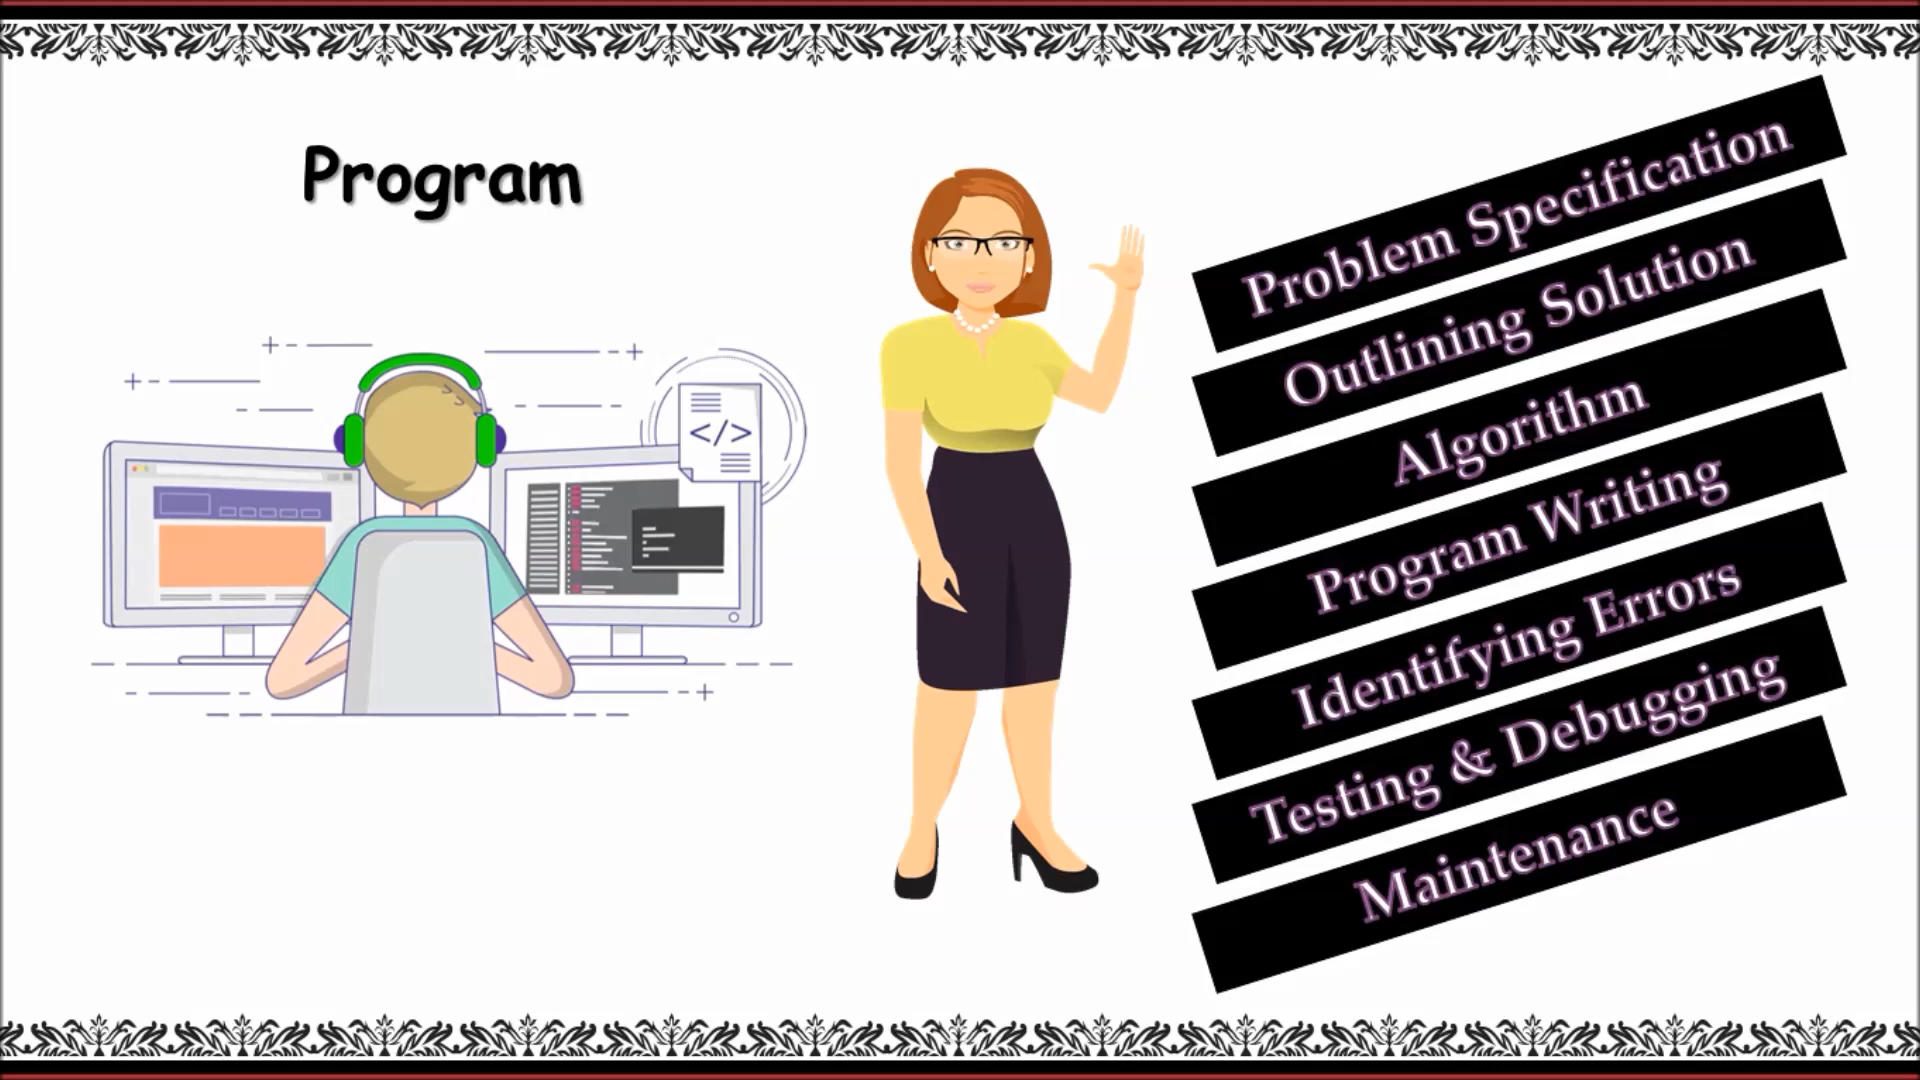 Program
Problem Specification
Outlining Solution
Algorithm
Program Writing
Identifying Errors
Testing & Debugging
Maintenance
</>